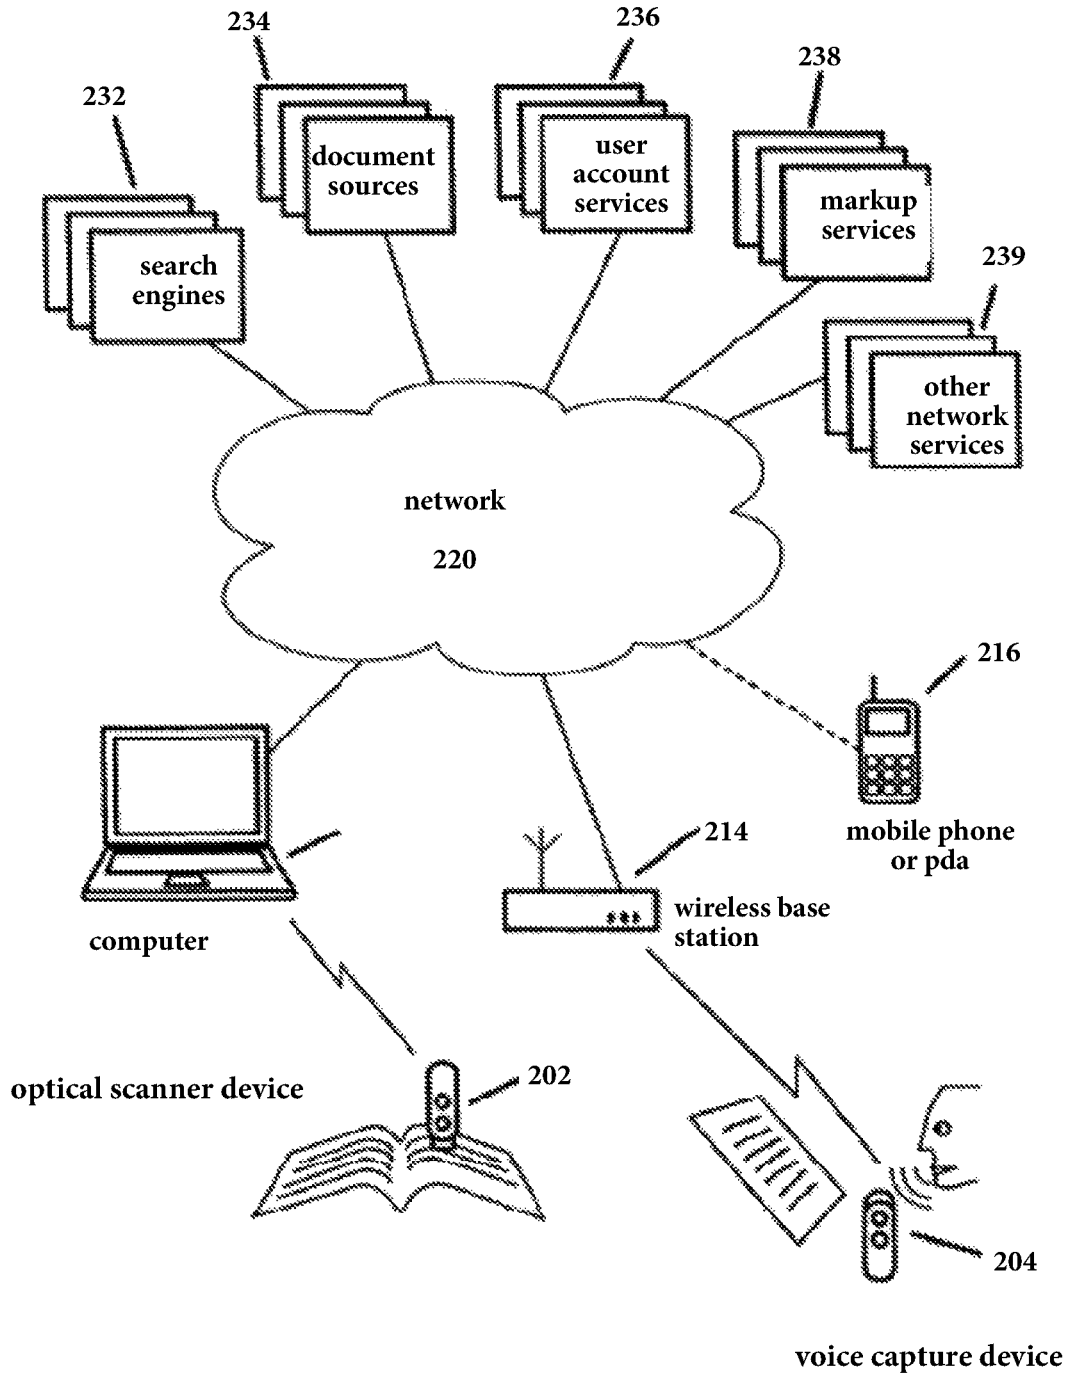 234
236
238
232
document
sources
user
account
services
markup
services
239
search
engines
other
network
services
network
220
216
214
mobile phone
or pda
wireless base
station
computer
optical scanner device
202
204
voice capture device